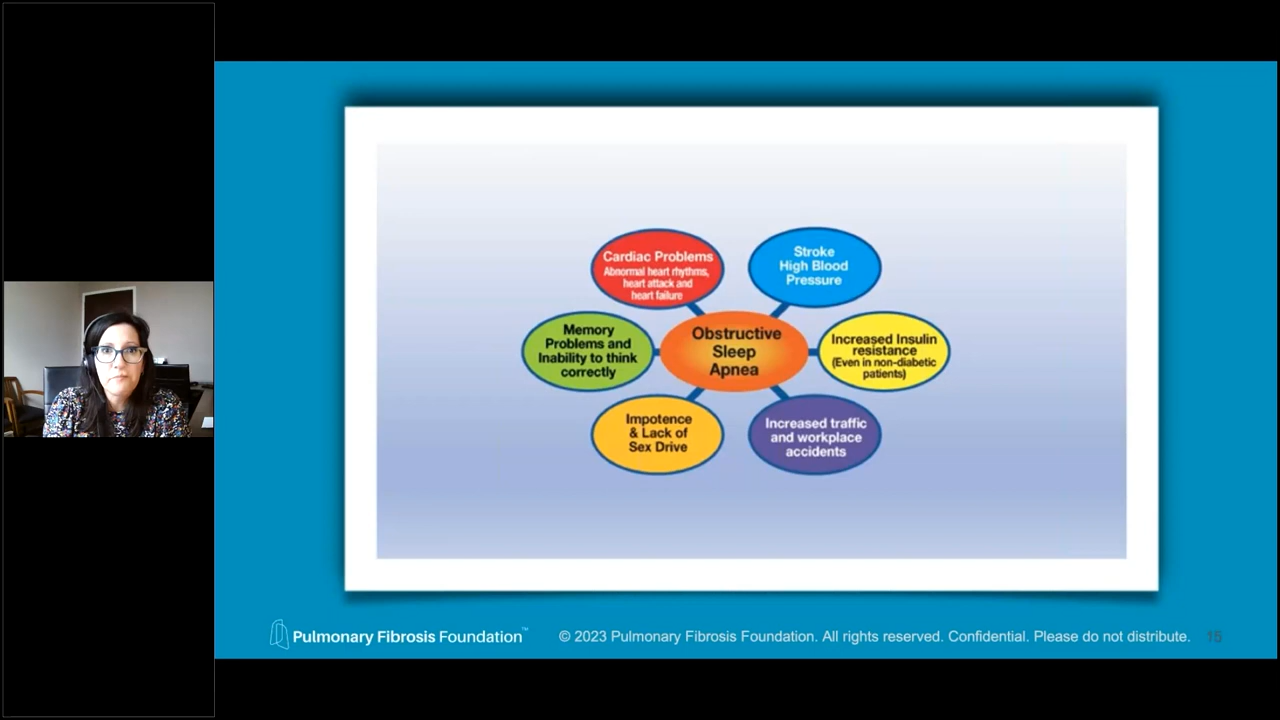 Cardiac Problems
Abnormal heart rhythms,
heart attack and
heart failure
Stroke
High Blood
Pressure
Memory
Problems and
Inability to think
correctly
Obstructive
Sleep
Apnea
Increased Insulin
resistance
(Even in non-diabetic
patients)
Impotence
& Lack of
Sex Drive
Increased traffic
and workplace
accidents
Pulmonary Fibrosis Foundation™
© 2023 Pulmonary Fibrosis Foundation. All rights reserved. Confidential. Please do not distribute. 15